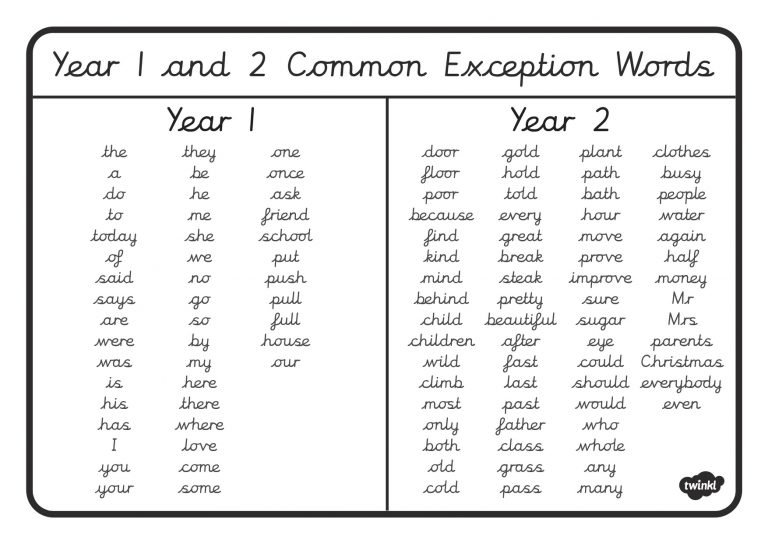 Year 1 and 2 Common Exception Words
Year 1
the they one
a be once
do he ask
to me friend
today she school
of we put
said no push
says go pull
are so full
were by house
was my our
is here
his there
has where
I love
you come
your some
Year 2
door gold plant clothes
floor hold path busy
poor told bath people
because every hour water
find great move again
kind break prove half
mind steak improve money
behind pretty sure Mr
child beautiful sugar Mrs
children after eye parents
wild fast could Christmas
climb last should everybody
most past would even
only father who
both class whole
old grass any
cold pass many
twinkl